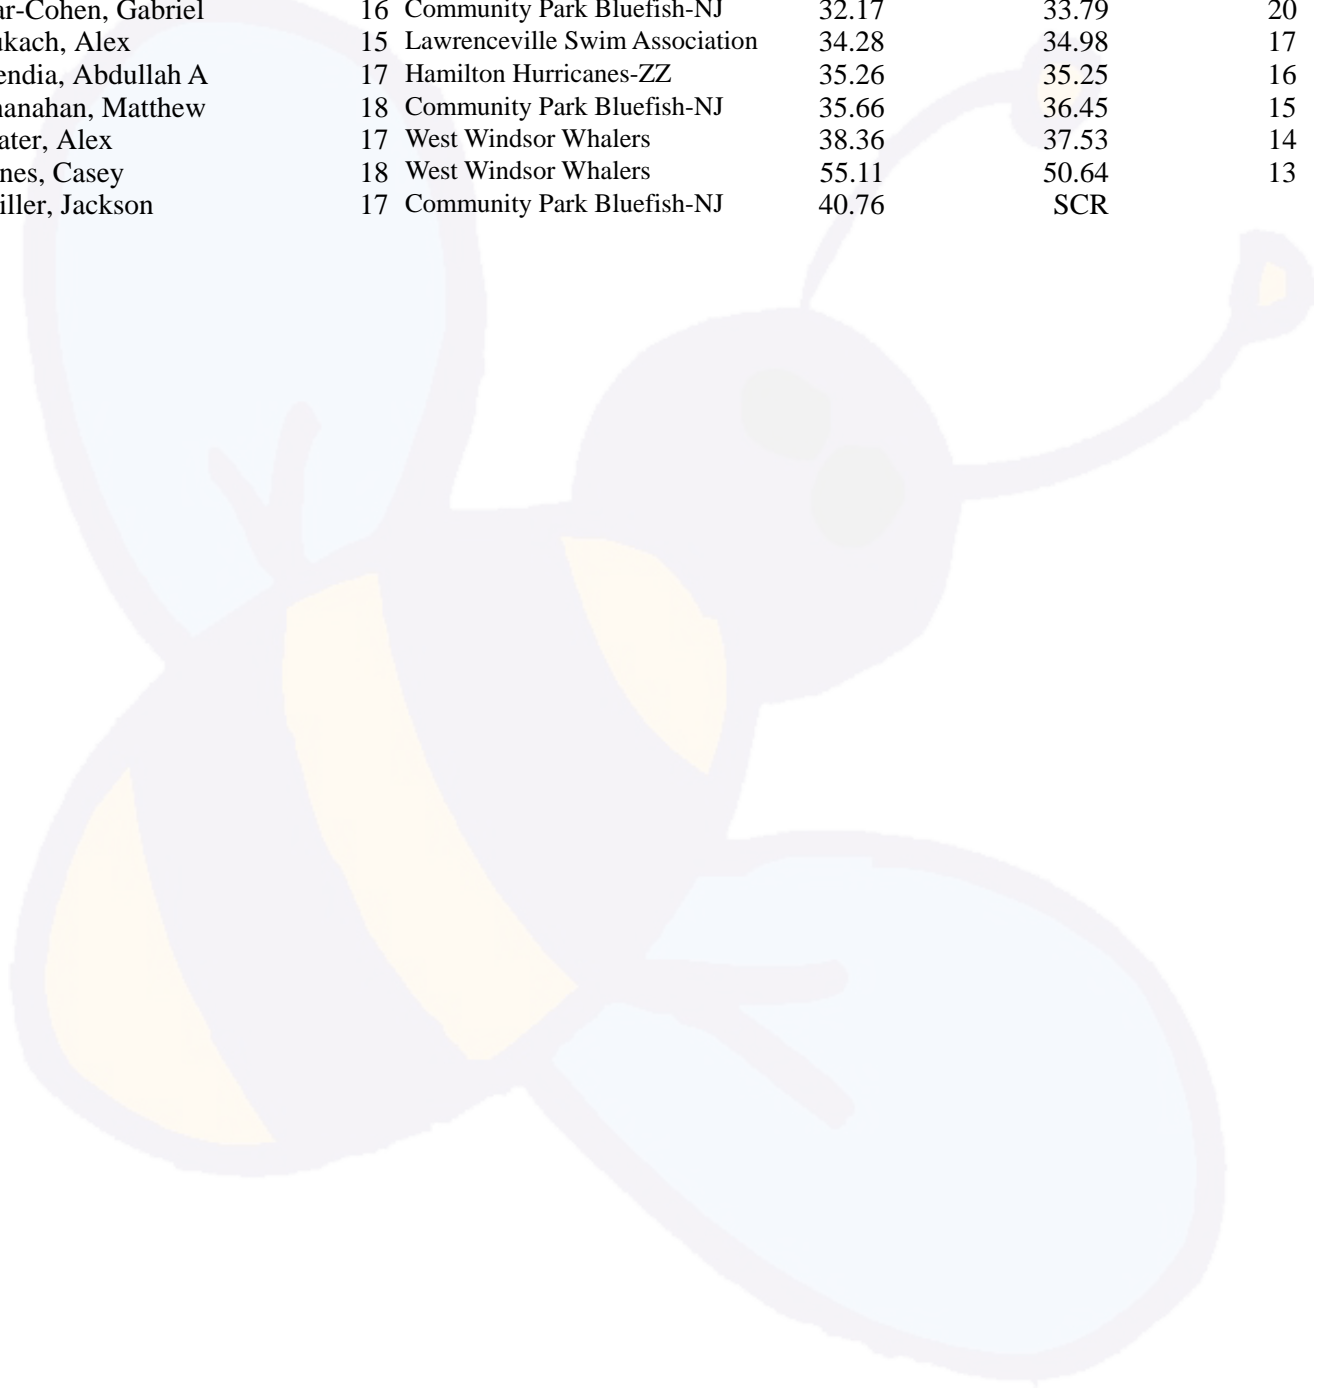 ar-Cohen, Gabriel 16 Community Park Bluefish-NJ 32.17 33.79 20
ukach, Alex 15 Lawrenceville Swim Association 34.28 34.98 17
endia, Abdullah A 17 Hamilton Hurricanes-ZZ 35.26 35.25 16
nanahan, Matthew 18 Community Park Bluefish-NJ 35.66 36.45 15
ater, Alex 17 West Windsor Whalers 38.36 37.53 14
nes, Casey 18 West Windsor Whalers 55.11 50.64 13
iller, Jackson 17 Community Park Bluefish-NJ 40.76 SCR